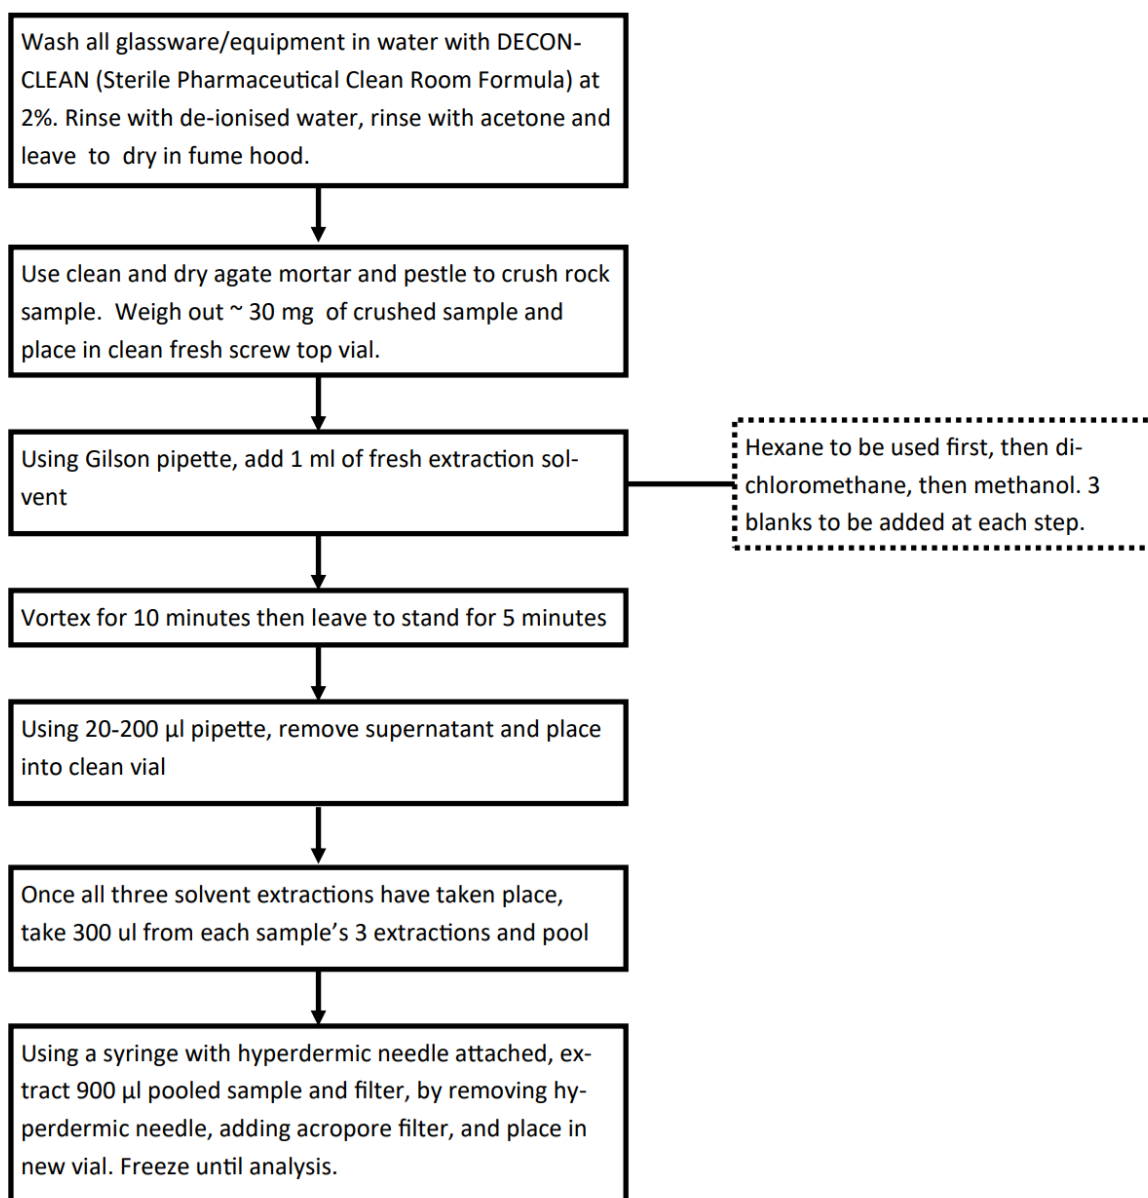 Wash all glassware/equipment in water with DECON-
CLEAN (Sterile Pharmaceutical Clean Room Formula) at
2%. Rinse with de-ionised water, rinse with acetone and
leave to dry in fume hood.
Use clean and dry agate mortar and pestle to crush rock
sample. Weigh out ~ 30 mg of crushed sample and
place in clean fresh screw top vial.
Using Gilson pipette, add 1 ml of fresh extraction sol-
vent
Hexane to be used first, then di-
chloromethane, then methanol. 3
blanks to be added at each step.
Vortex for 10 minutes then leave to stand for 5 minutes
Using 20-200 µl pipette, remove supernatant and place
into clean vial
Once all three solvent extractions have taken place,
take 300 ul from each sample’s 3 extractions and pool
Using a syringe with hyperdermic needle attached, ex-
tract 900 µl pooled sample and filter, by removing hy-
perdermic needle, adding acropore filter, and place in
new vial. Freeze until analysis.